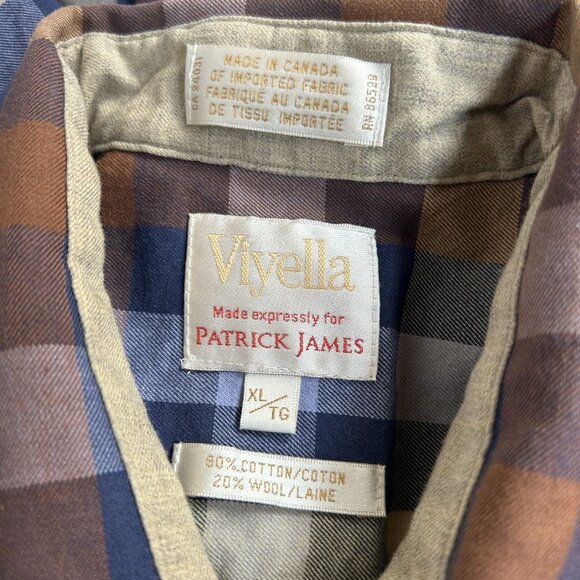 MADE IN CANADA
OF IMPORTED FABRIC
FABRIQUÉ AU CANADA
DE TISSU IMPORTÉE
RN 86529
Viyella
Made expressly for
PATRICK JAMES
XL/TG
80% COTTON/COTON
20% WOOL/LAINE